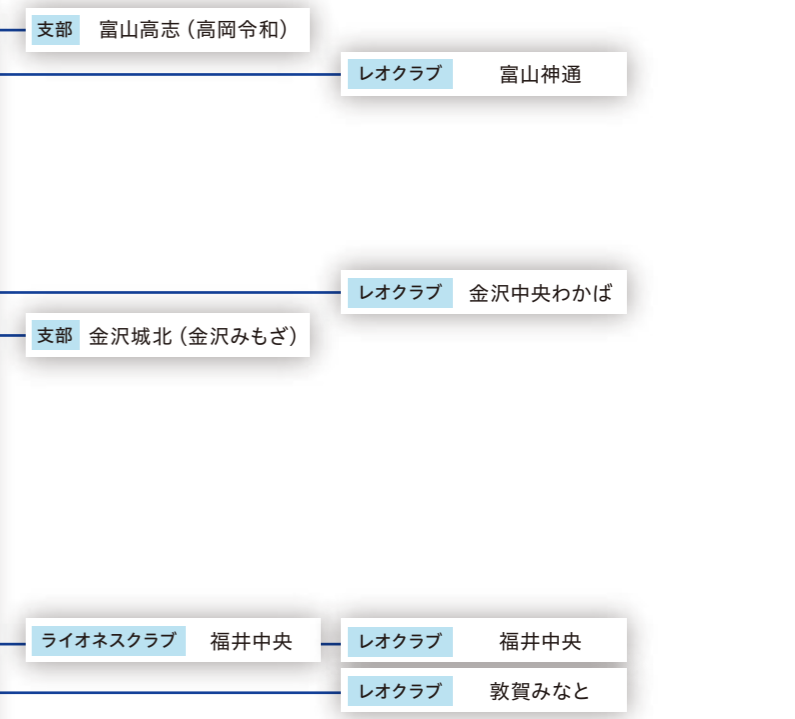 支部 富山高志（高岡令和）
レオクラブ 富山神通
レオクラブ 金沢中央わかば
支部 金沢城北（金沢みもざ）
ライオネスクラブ 福井中央 レオクラブ 福井中央
レオクラブ 敦賀みなと